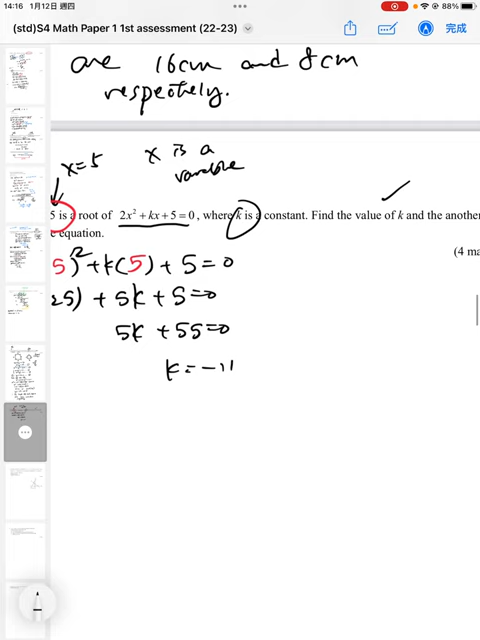 14:16 1月12日 週四
88%
(std)S4 Math Paper 1 1st assessment (22-23)
完成
are 16cm and 8cm
respectely.
x=5 x is a
variable
5 is a root of 2x² + kx + 5 = 0, where k is a constant. Find the value of k and the another
e equation.
(4 ma
5)² + k(5) + 5 = 0
25) + 5k + 5 = 0
5k + 55 = 0
k = -11